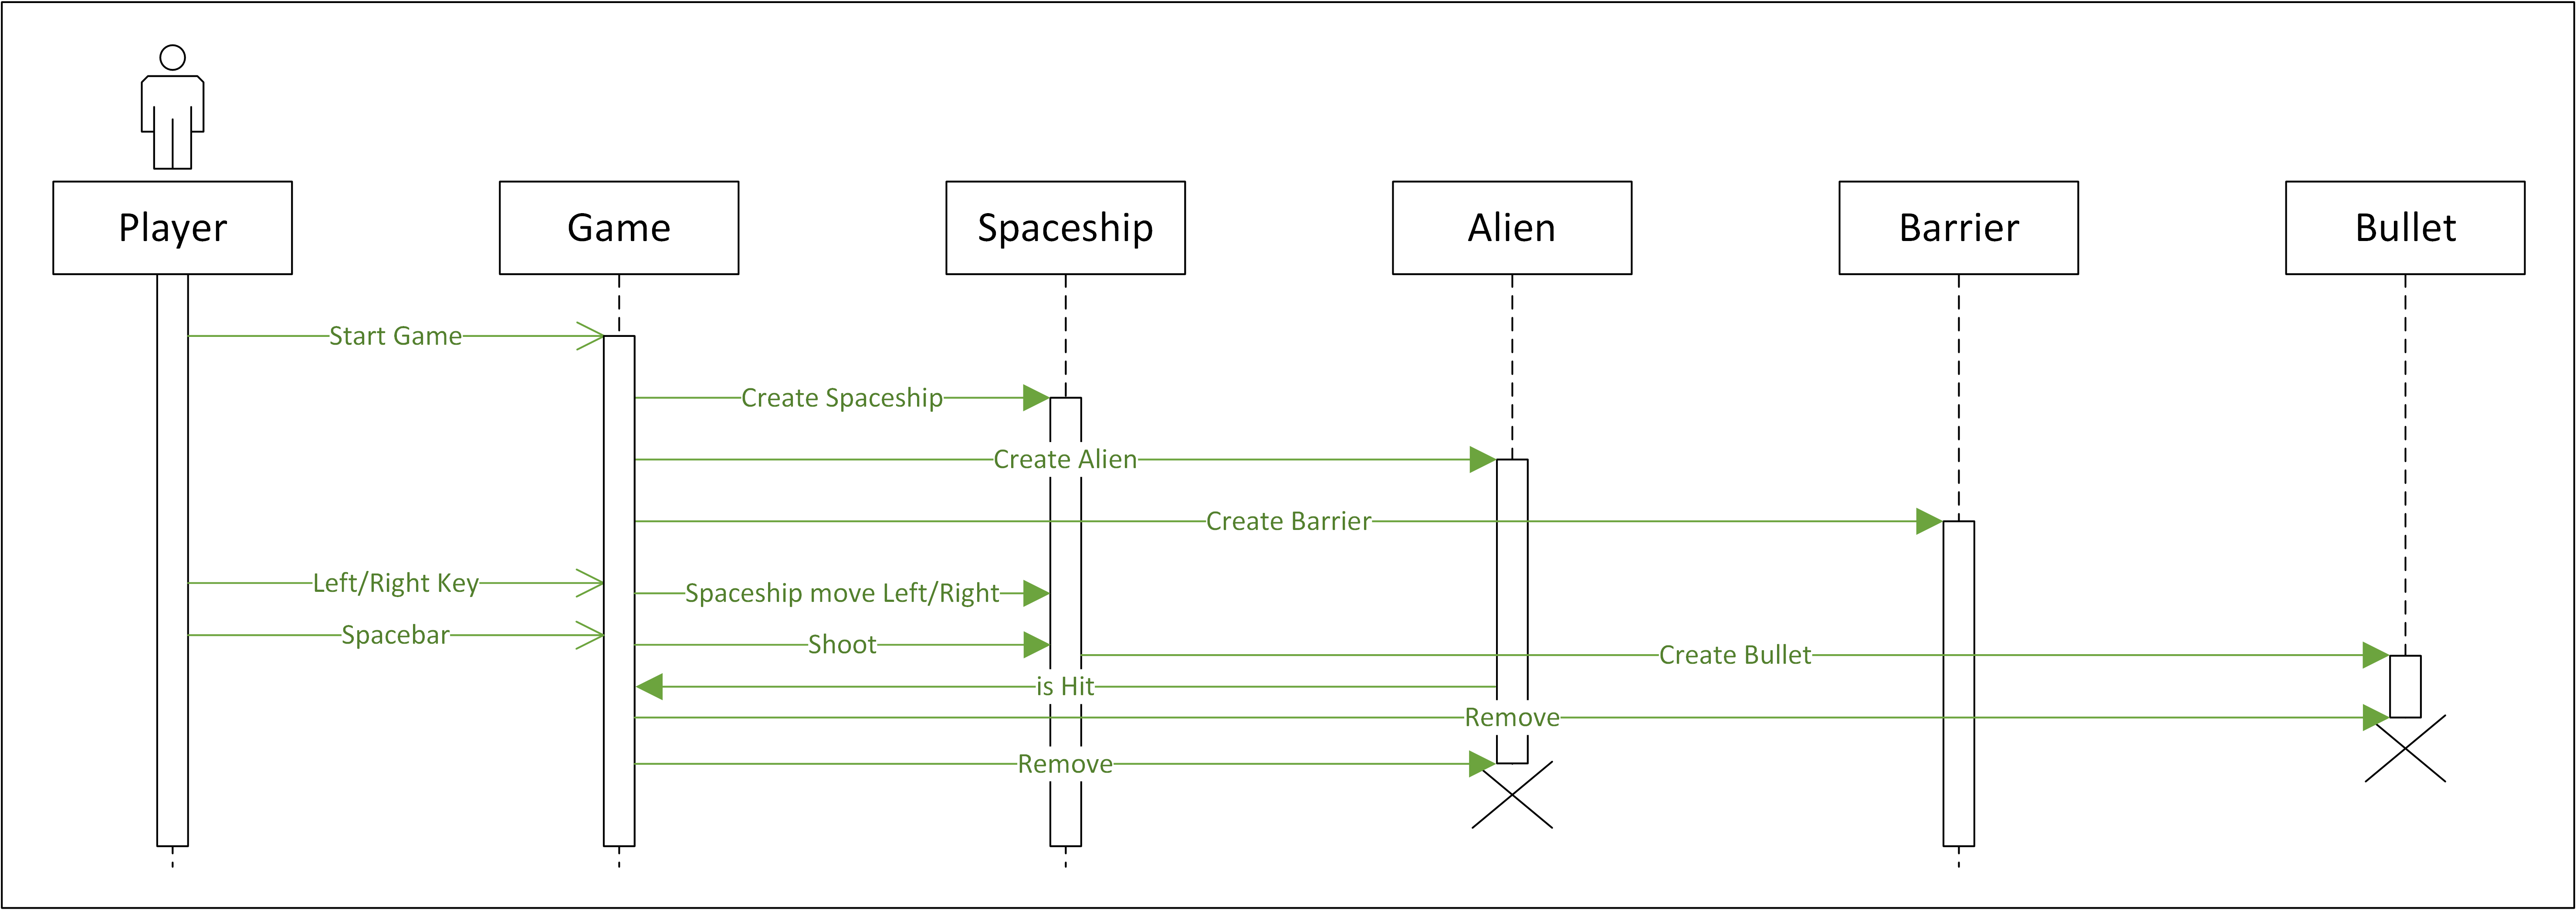 Player
Game
Spaceship
Alien
Barrier
Bullet
Start Game
Create Spaceship
Create Alien
Create Barrier
Left/Right Key
Spaceship move Left/Right
Spacebar
Shoot
Create Bullet
is Hit
Remove
Remove